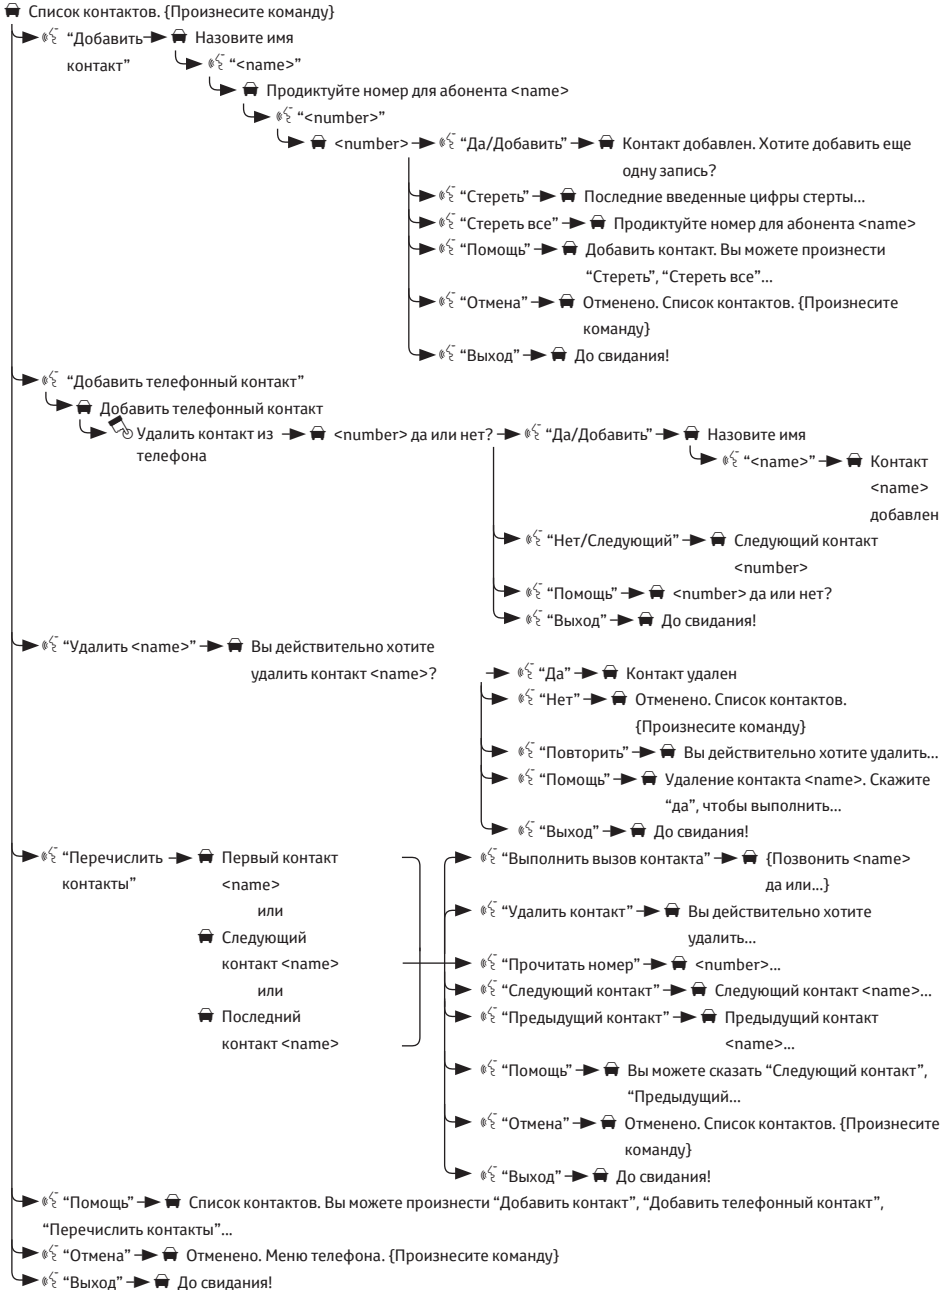 Список контактов. {Произнесите команду}
“Добавить контакт”
Назовите имя
“<name>”
Продиктуйте номер для абонента <name>
“<number>”
<number>
“Да/Добавить”
Контакт добавлен. Хотите добавить еще
одну запись?
“Стереть”
Последние введенные цифры стерты...
“Стереть все”
Продиктуйте номер для абонента <name>
“Помощь”
Добавить контакт. Вы можете произнести
“Стереть”, “Стереть все”...
“Отмена”
Отменено. Список контактов. {Произнесите
команду}
“Выход”
До свидания!
“Добавить телефонный контакт”
Добавить телефонный контакт
Удалить контакт из
телефона
<number> да или нет?
“Да/Добавить”
Назовите имя
“<name>”
Контакт
<name>
добавлен
“Нет/Следующий”
Следующий контакт
<number>
“Помощь”
<number> да или нет?
“Выход”
До свидания!
“Удалить <name>”
Вы действительно хотите
удалить контакт <name>?
“Да”
Контакт удален
“Нет”
Отменено. Список контактов.
{Произнесите команду}
“Повторить”
Вы действительно хотите удалить...
“Помощь”
Удаление контакта <name>. Скажите
“да”, чтобы выполнить...
“Выход”
До свидания!
“Перечислить
контакты”
Первый контакт
<name>
или
Следующий
контакт <name>
или
Последний
контакт <name>
“Выполнить вызов контакта”
{Позвонить <name>
да или...}
“Удалить контакт”
Вы действительно хотите
удалить...
“Прочитать номер”
<number>...
“Следующий контакт”
Следующий контакт <name>...
“Предыдущий контакт”
Предыдущий контакт
<name>...
“Помощь”
Вы можете сказать “Следующий контакт”,
“Предыдущий...
“Отмена”
Отменено. Список контактов. {Произнесите
команду}
“Выход”
До свидания!
“Помощь”
Список контактов. Вы можете произнести “Добавить контакт”, “Добавить телефонный контакт”,
“Перечислить контакты”...
“Отмена”
Отменено. Меню телефона. {Произнесите команду}
“Выход”
До свидания!